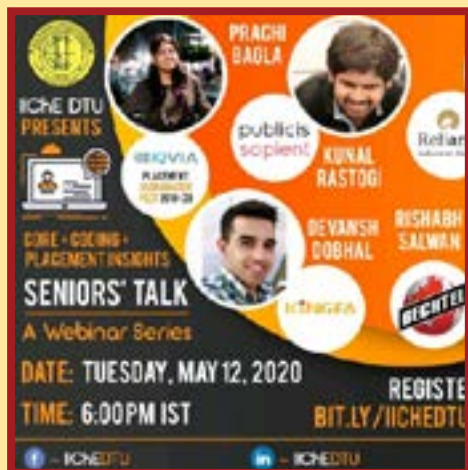 IIChE DTU
PRESENTS
PRACHI
BAGLA
publicis
sapient
KUNAL
RASTOGI
IQVIA
PLACEMENT
DEVANSH
DOBHAL
RISHABH
SALWAN
BECHTEL
CORE • CODING •
PLACEMENT INSIGHTS
SENIORS' TALK
A Webinar Series
DATE: TUESDAY, MAY 12, 2020
TIME: 6:00PM IST
REGISTE
BIT.LY/IICHEDTU
f - IICHEDTU
in - IICHEDTU